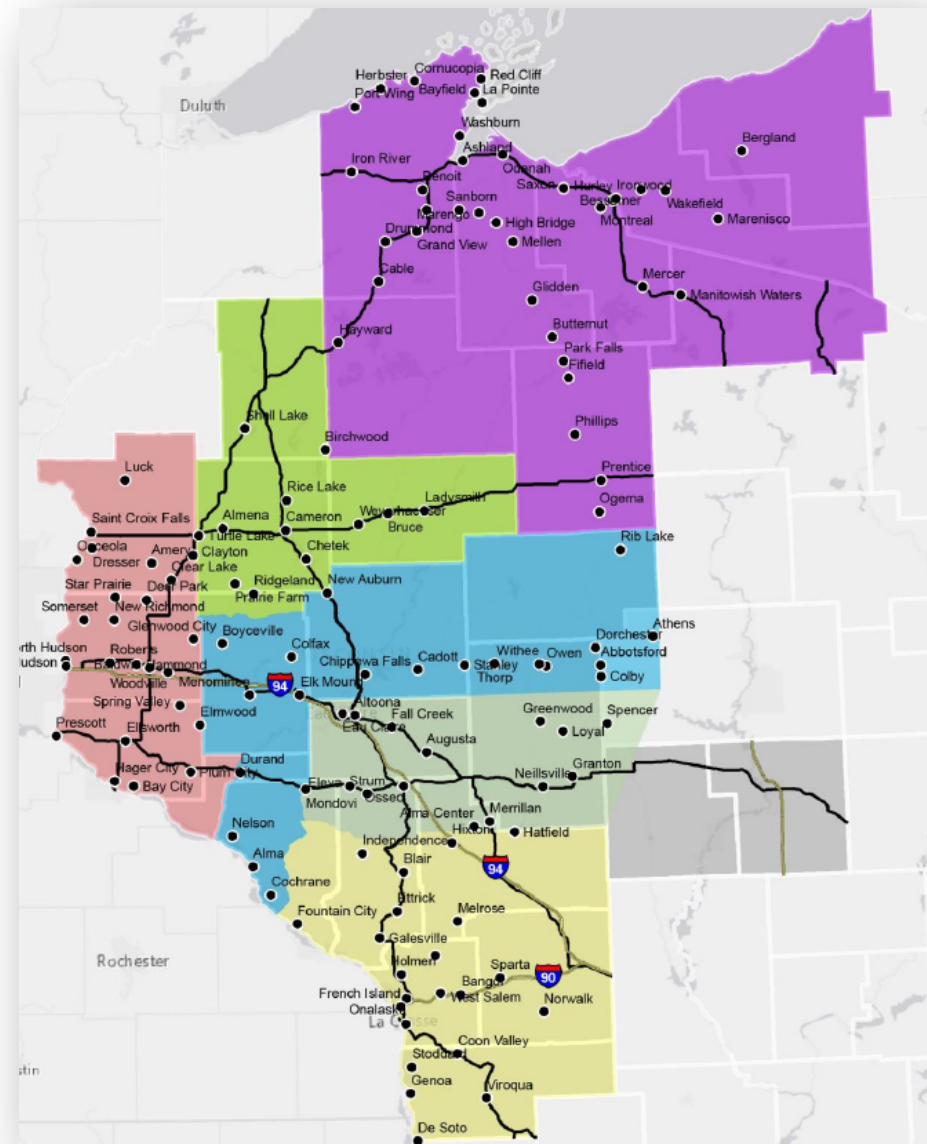 Herbster
Cornucopia
Red Cliff
Port Wing
Bayfield
La Pointe
Duluth
Washburn
Bergland
Ashland
Iron River
Odanah
Benoit
Saxon
Hurley
Ironwood
Sanborn
Bessemer
Wakefield
Marengo
Montreal
Marenisco
High Bridge
Drummond
Grand View
Mellen
Cable
Mercer
Glidden
Manitowish Waters
Hayward
Butternut
Park Falls
Fifield
Shell Lake
Birchwood
Phillips
Luck
Prentice
Rice Lake
Ladysmith
Ogema
Saint Croix Falls
Almena
Cameron
Weyerhaeuser
Bruce
Turtle Lake
Rib Lake
Osceola
Amery
Clayton
Dresser
Clear Lake
Chetek
Star Prairie
Deer Park
Ridgeland
New Auburn
Prairie Farm
Somerset
New Richmond
Glenwood City
Boyceville
Athens
Dorchester
North Hudson
Roberts
Colfax
Withee
Owen
Abbotsford
Hudson
Baldwin
Hammond
Chippewa Falls
Cadott
Stanley
Thorp
Colby
Woodville
Menomonie
94
Elk Mound
Spring Valley
Altoona
Greenwood
Spencer
Prescott
Elmwood
Eau Claire
Fall Creek
Loyal
Ellsworth
Augusta
Durand
Hager City
Plum City
Eleva
Strum
Neillsville
Granton
Bay City
Mondovi
Osseo
Alma Center
Merrillan
Nelson
Hixton
Hatfield
Independence
Alma
Blair
94
Cochrane
Ettrick
Fountain City
Melrose
Galesville
Rochester
Holmen
Sparta
90
Bangor
French Island
West Salem
Norwalk
Onalaska
La Crosse
Coon Valley
Stoddard
stin
Genoa
Viroqua
De Soto